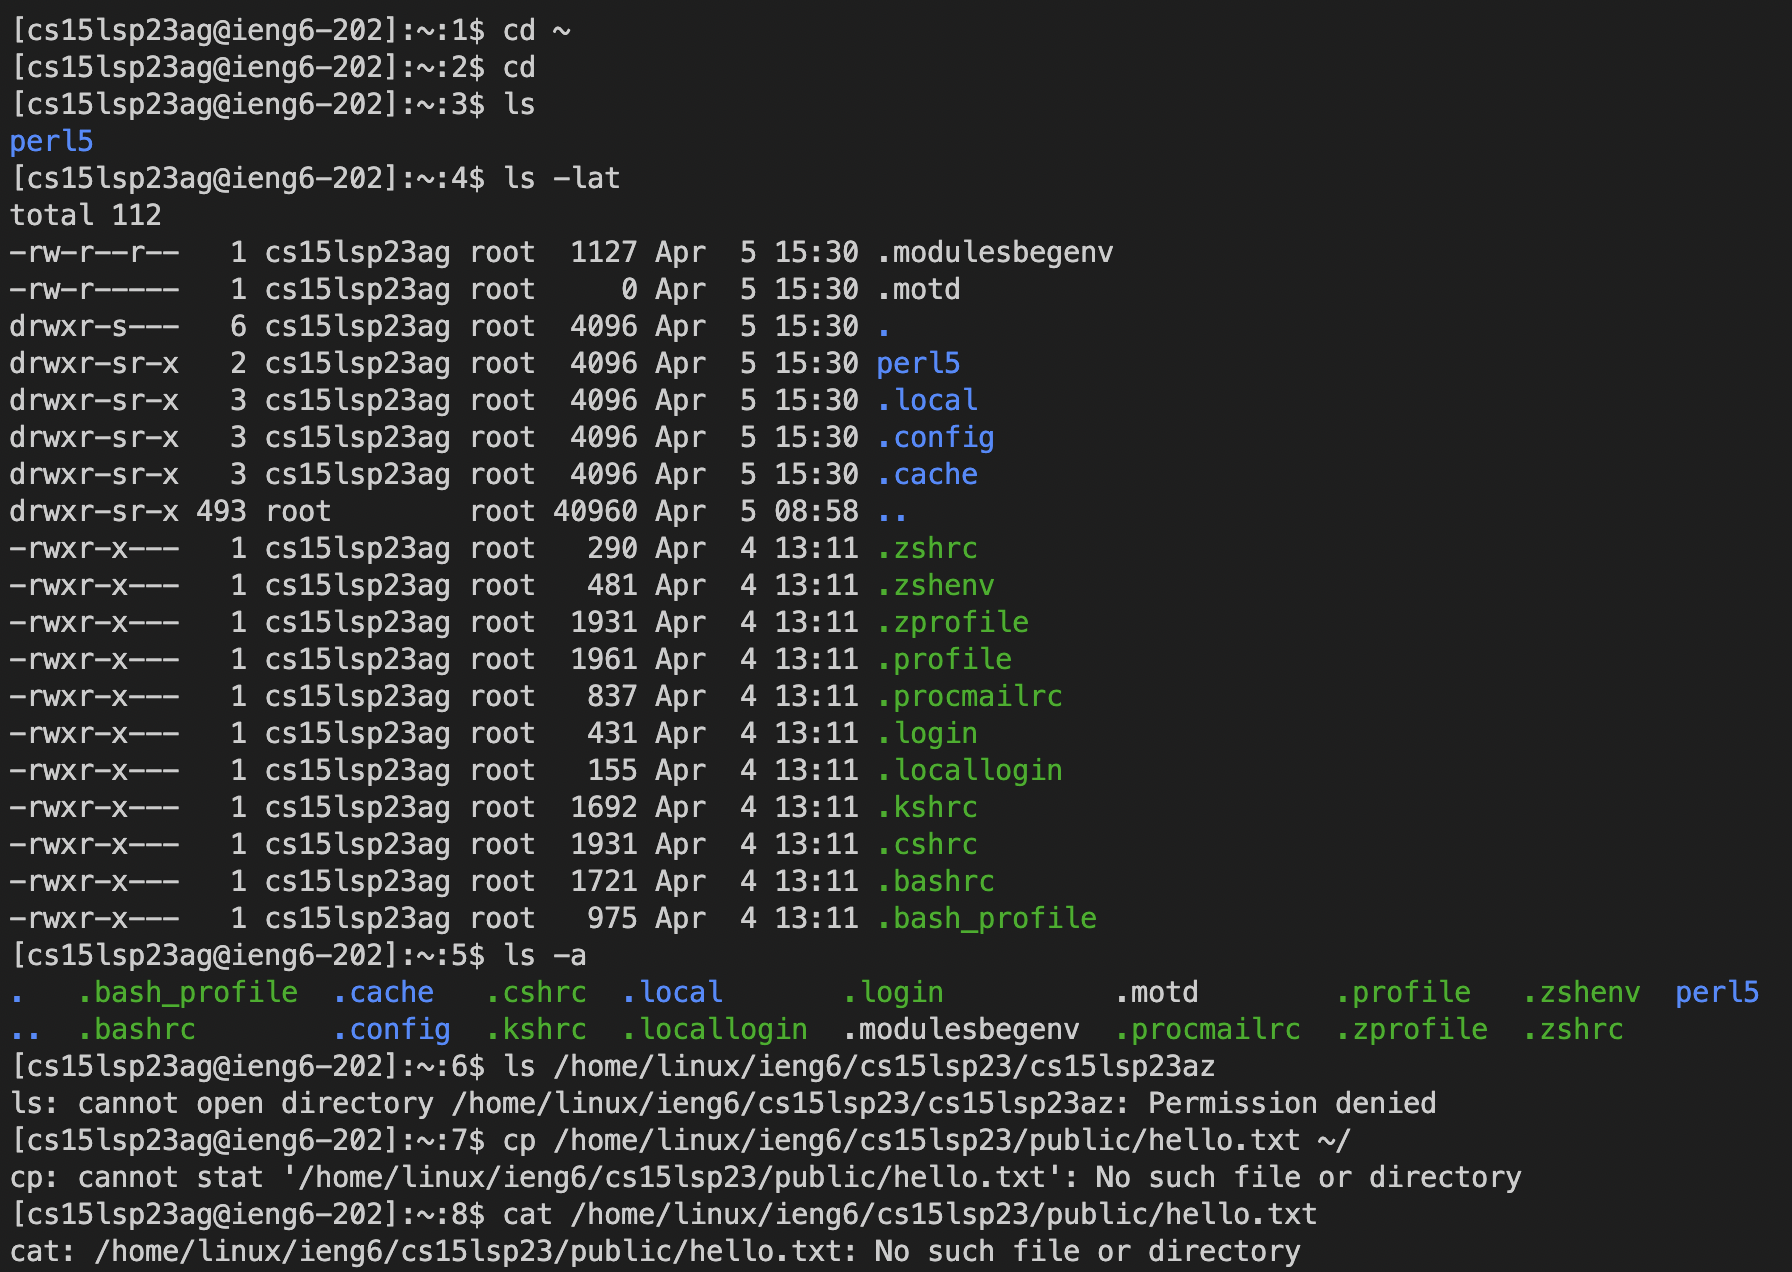 [cs15lsp23ag@ieng6-202]:~:1$ cd ~
[cs15lsp23ag@ieng6-202]:~:2$ cd
[cs15lsp23ag@ieng6-202]:~:3$ ls
perl5
[cs15lsp23ag@ieng6-202]:~:4$ ls -lat
total 112
-rw-r--r--   1 cs15lsp23ag root  1127 Apr  5 15:30 .modulesbegenv
-rw-r-----   1 cs15lsp23ag root     0 Apr  5 15:30 .motd
drwxr-s---   6 cs15lsp23ag root  4096 Apr  5 15:30 .
drwxr-sr-x   2 cs15lsp23ag root  4096 Apr  5 15:30 perl5
drwxr-sr-x   3 cs15lsp23ag root  4096 Apr  5 15:30 .local
drwxr-sr-x   3 cs15lsp23ag root  4096 Apr  5 15:30 .config
drwxr-sr-x   3 cs15lsp23ag root  4096 Apr  5 15:30 .cache
drwxr-sr-x 493 root        root 40960 Apr  5 08:58 ..
-rwxr-x---   1 cs15lsp23ag root   290 Apr  4 13:11 .zshrc
-rwxr-x---   1 cs15lsp23ag root   481 Apr  4 13:11 .zshenv
-rwxr-x---   1 cs15lsp23ag root  1931 Apr  4 13:11 .zprofile
-rwxr-x---   1 cs15lsp23ag root  1961 Apr  4 13:11 .profile
-rwxr-x---   1 cs15lsp23ag root   837 Apr  4 13:11 .procmailrc
-rwxr-x---   1 cs15lsp23ag root   431 Apr  4 13:11 .login
-rwxr-x---   1 cs15lsp23ag root   155 Apr  4 13:11 .locallogin
-rwxr-x---   1 cs15lsp23ag root  1692 Apr  4 13:11 .kshrc
-rwxr-x---   1 cs15lsp23ag root  1931 Apr  4 13:11 .cshrc
-rwxr-x---   1 cs15lsp23ag root  1721 Apr  4 13:11 .bashrc
-rwxr-x---   1 cs15lsp23ag root   975 Apr  4 13:11 .bash_profile
[cs15lsp23ag@ieng6-202]:~:5$ ls -a
.   .bash_profile  .cache   .cshrc  .local       .login          .motd        .profile   .zshenv  perl5
..  .bashrc        .config  .kshrc  .locallogin  .modulesbegenv  .procmailrc  .zprofile  .zshrc
[cs15lsp23ag@ieng6-202]:~:6$ ls /home/linux/ieng6/cs15lsp23/cs15lsp23az
ls: cannot open directory /home/linux/ieng6/cs15lsp23/cs15lsp23az: Permission denied
[cs15lsp23ag@ieng6-202]:~:7$ cp /home/linux/ieng6/cs15lsp23/public/hello.txt ~/
cp: cannot stat '/home/linux/ieng6/cs15lsp23/public/hello.txt': No such file or directory
[cs15lsp23ag@ieng6-202]:~:8$ cat /home/linux/ieng6/cs15lsp23/public/hello.txt
cat: /home/linux/ieng6/cs15lsp23/public/hello.txt: No such file or directory